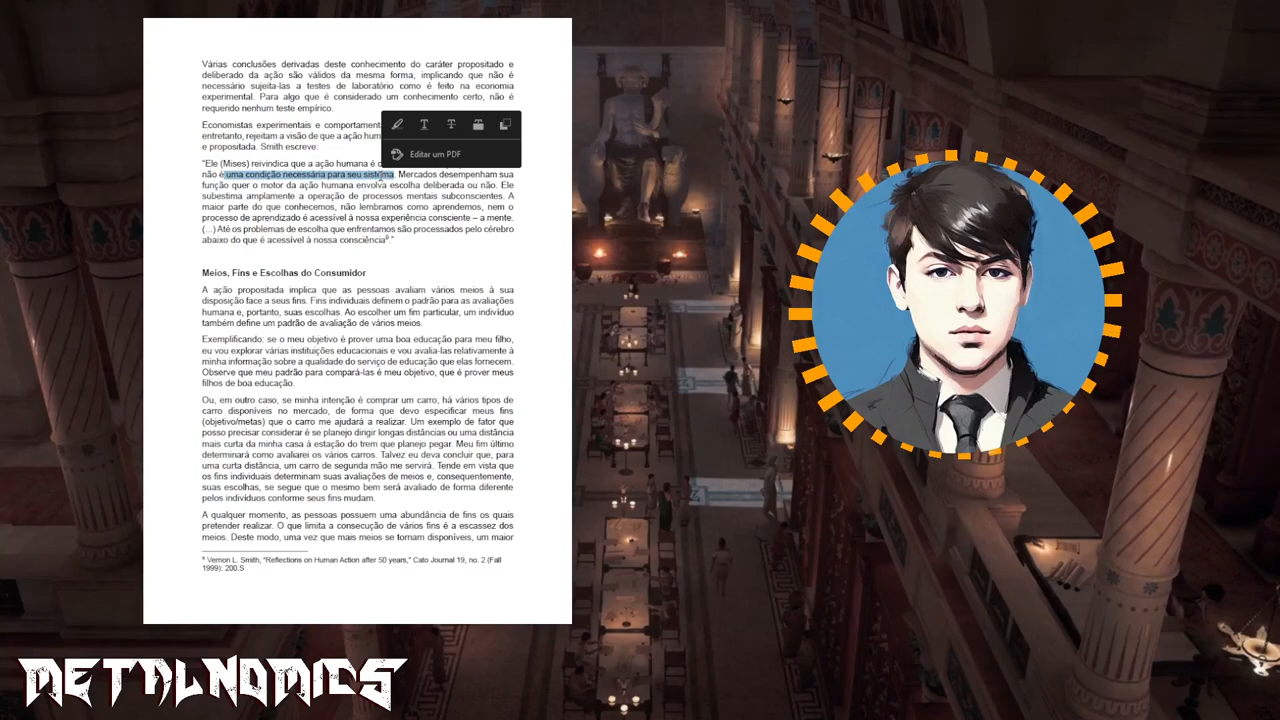 Várias conclusões derivadas deste conhecimento do caráter propositado e
deliberado da ação são válidos da mesma forma, implicando que não é
necessário sujeita-las a testes de laboratório como é feito na economia
experimental. Para algo que é considerado um conhecimento certo, não é
requerido nenhum teste empírico.
Economistas experimentais e comportament
entretanto, rejeitam a visão de que a ação hum
e propositada. Smith escreve:
Editar um PDF
“Ele (Mises) reivindica que a ação humana é c
não é uma condição necessária para seu sistema. Mercados desempenham sua
função quer o motor da ação humana envolva escolha deliberada ou não. Ele
subestima amplamente a operação de processos mentais subconscientes. A
maior parte do que conhecemos, não lembramos como aprendemos, nem o
processo de aprendizado é acessível à nossa experiência consciente – a mente.
(...) Até os problemas de escolha que enfrentamos são processados pelo cérebro
abaixo do que é acessível à nossa consciência⁹.”
Meios, Fins e Escolhas do Consumidor
A ação propositada implica que as pessoas avaliam vários meios à sua
disposição face a seus fins. Fins individuais definem o padrão para as avaliações
humana e, portanto, suas escolhas. Ao escolher um fim particular, um indivíduo
também define um padrão de avaliação de vários meios.
Exemplificando: se o meu objetivo é prover uma boa educação para meu filho,
eu vou explorar várias instituições educacionais e vou avalia-las relativamente à
minha informação sobre a qualidade do serviço de educação que elas fornecem.
Observe que meu padrão para compará-las é meu objetivo, que é prover meus
filhos de boa educação.
Ou, em outro caso, se minha intenção é comprar um carro, há vários tipos de
carro disponíveis no mercado, de forma que devo especificar meus fins
(objetivo/metas) que o carro me ajudará a realizar. Um exemplo de fator que
posso precisar considerar é se planejo dirigir longas distâncias ou uma distância
mais curta da minha casa à estação do trem que planejo pegar. Meu fim último
determinará como avaliarei os vários carros. Talvez eu deva concluir que, para
uma curta distância, um carro de segunda mão me servirá. Tende em vista que
os fins individuais determinam suas avaliações de meios e, consequentemente,
suas escolhas, se segue que o mesmo bem será avaliado de forma diferente
pelos indivíduos conforme seus fins mudam.
A qualquer momento, as pessoas possuem uma abundância de fins os quais
pretender realizar. O que limita a consecução de vários fins é a escassez dos
meios. Deste modo, uma vez que mais meios se tornam disponíveis, um maior
⁹ Vernon L. Smith, “Reflections on Human Action after 50 years,” Cato Journal 19, no. 2 (Fall
1999): 200.S
METALNOMICS